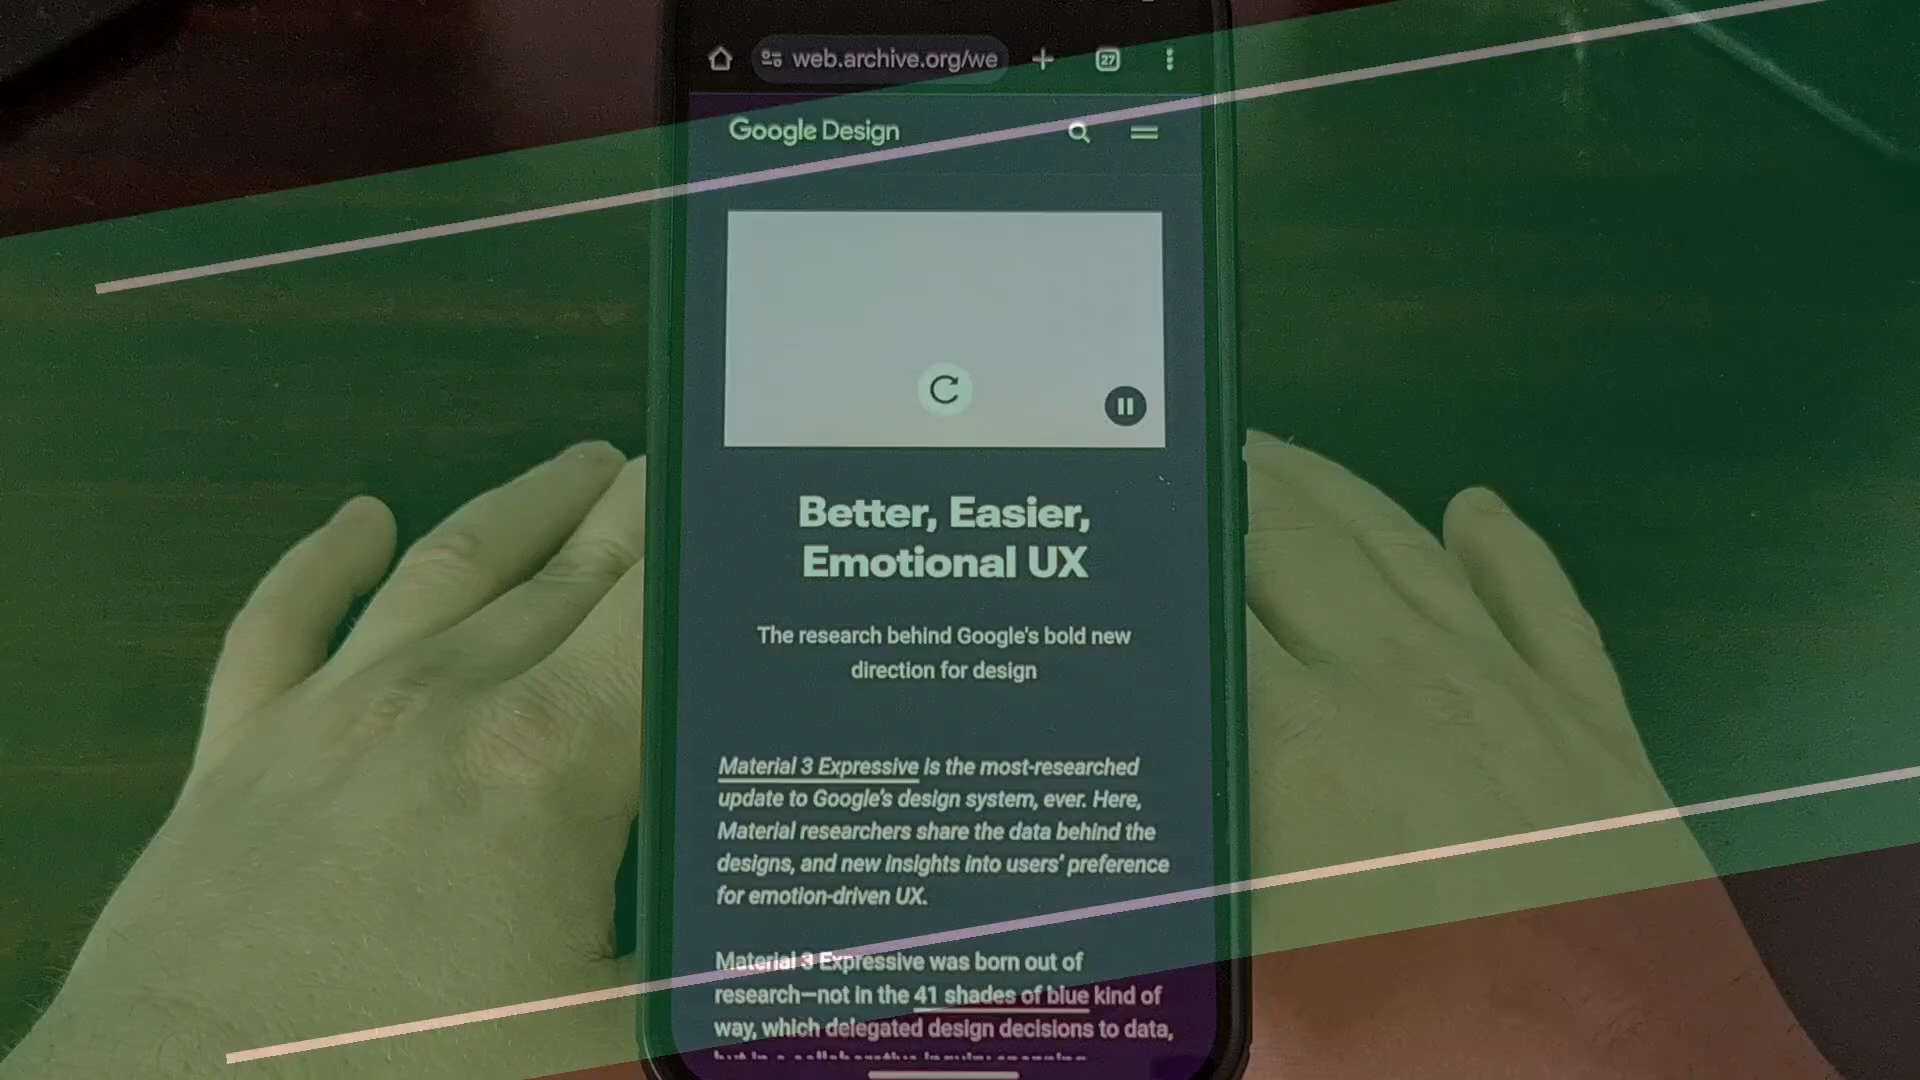 web.archive.org/we
27
Google Design
Better, Easier,
Emotional UX
The research behind Google's bold new
direction for design
Material 3 Expressive is the most-researched
update to Google's design system, ever. Here,
Material researchers share the data behind the
designs, and new insights into users' preference
for emotion-driven UX.
Material 3 Expressive was born out of
research—not in the 41 shades of blue kind of
way, which delegated design decisions to data,